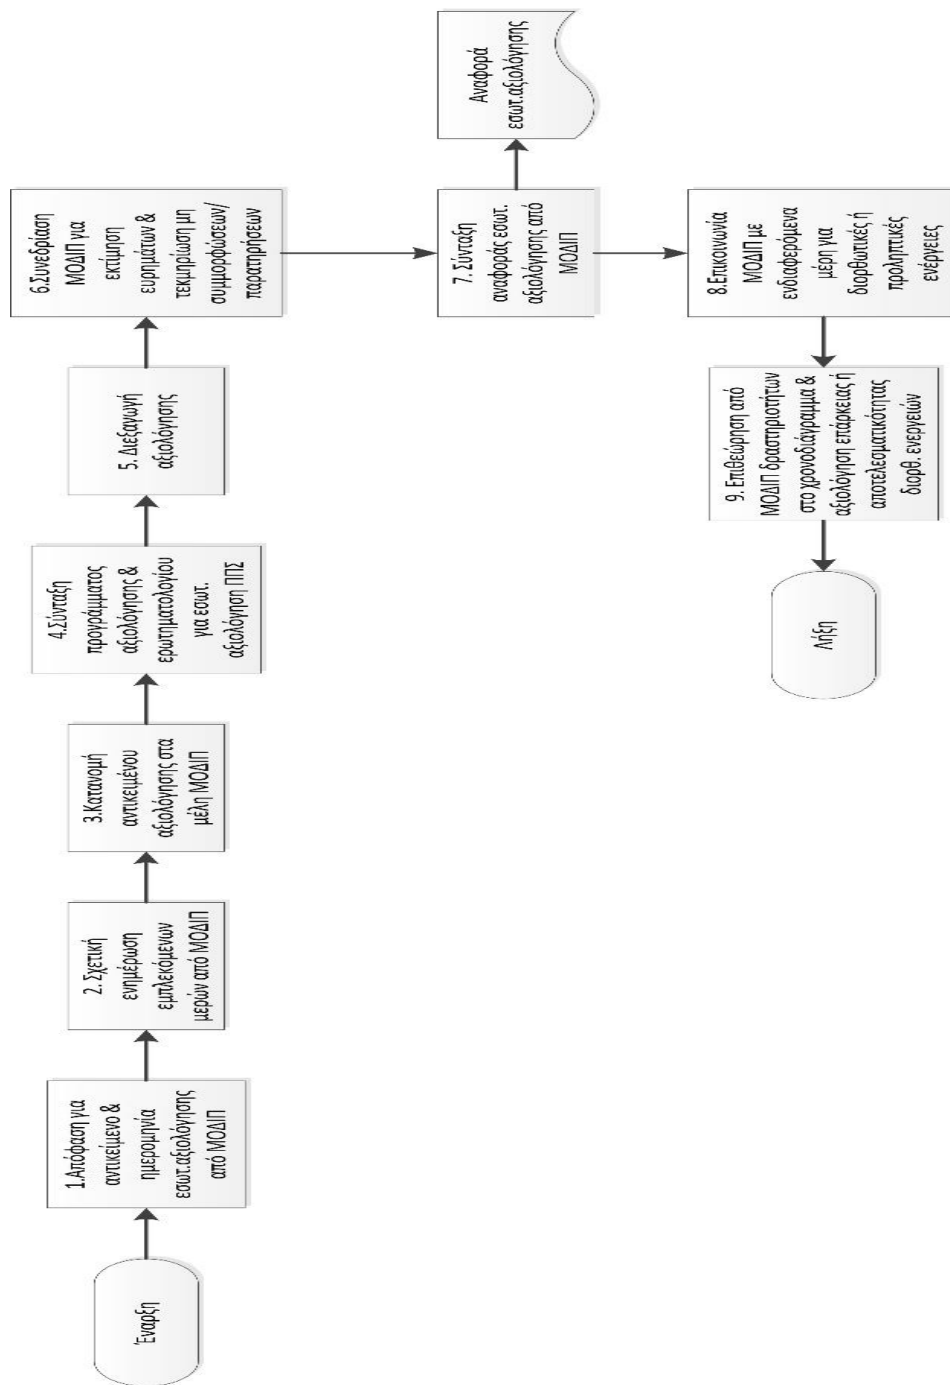 Έναρξη
1.Απόφαση για
αντικείμενο &
ημερομηνία
εσωτ.αξιολόγησης
από ΜΟΔΙΠ
2. Σχετική
ενημέρωση
εμπλεκόμενων
μερών από ΜΟΔΙΠ
3.Κατανομή
αντικειμένου
αξιολόγησης στα
μέλη ΜΟΔΙΠ
4.Σύνταξη
προγράμματος
αξιολόγησης &
ερωτηματολογίου
για εσωτ.
αξιολόγηση ΠΠΣ
5. Διεξαγωγή
αξιολόγησης
6.Συνεδρίαση
ΜΟΔΙΠ για
εκτίμηση
ευρημάτων &
τεκμηρίωση μη
συμμορφώσεων/
παρατηρήσεων
7. Σύνταξη
αναφοράς εσωτ.
αξιολόγησης από
ΜΟΔΙΠ
Αναφορά
εσωτ.αξιολόγησης
8.Επικοινωνία
ΜΟΔΙΠ με
ενδιαφερόμενα
μέρη για
διορθωτικές ή
προληπτικές
ενέργειες
9. Επιθεώρηση από
ΜΟΔΙΠ δραστηριοτήτων
στο χρονοδιάγραμμα &
αξιολόγηση επάρκειας ή
αποτελεσματικότητας
διορθ. ενεργειών
Λήξη